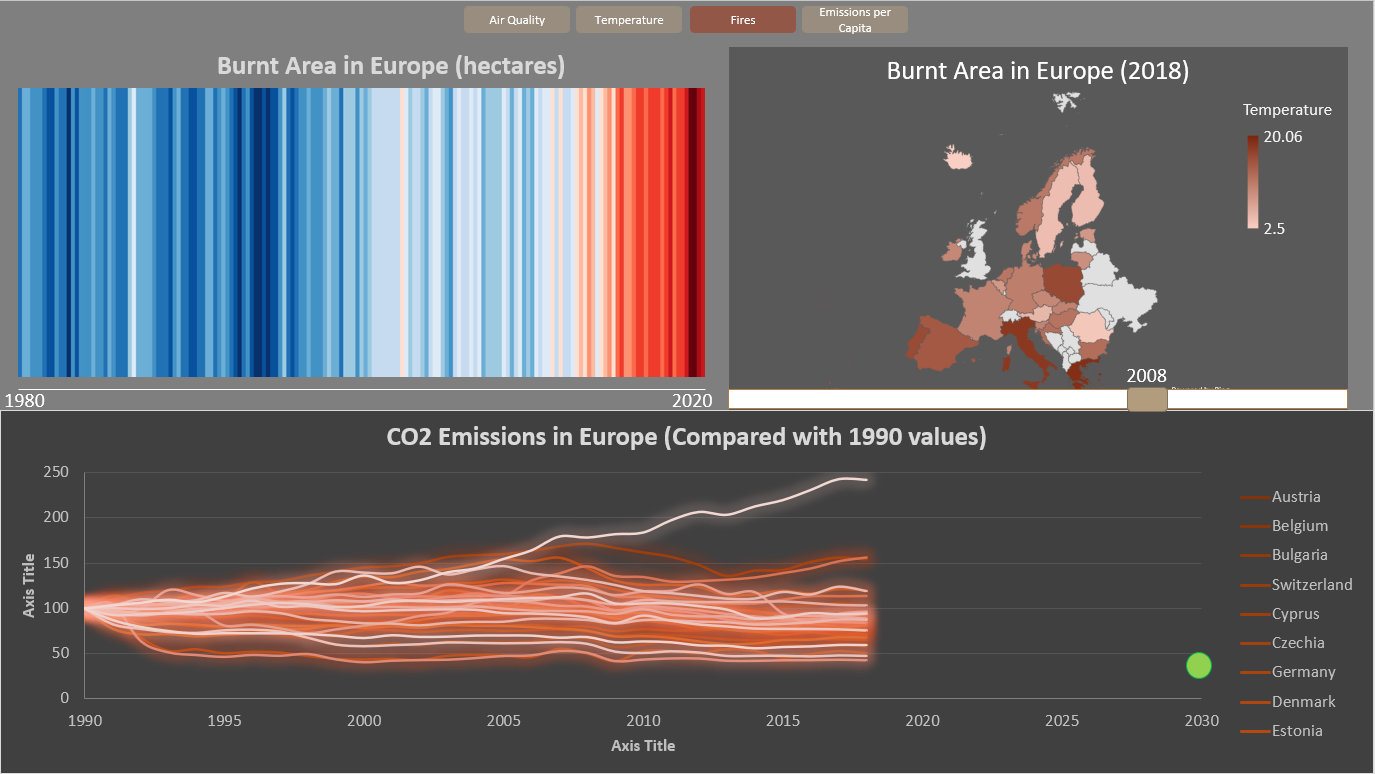 Air Quality
Temperature
Fires
Emissions per
Capita
Burnt Area in Europe (hectares)
1980
2020
Burnt Area in Europe (2018)
Temperature
20.06
2.5
2008
CO2 Emissions in Europe (Compared with 1990 values)
Axis Title
250
200
150
100
50
0
1990
1995
2000
2005
2010
2015
2020
2025
2030
Axis Title
Austria
Belgium
Bulgaria
Switzerland
Cyprus
Czechia
Germany
Denmark
Estonia